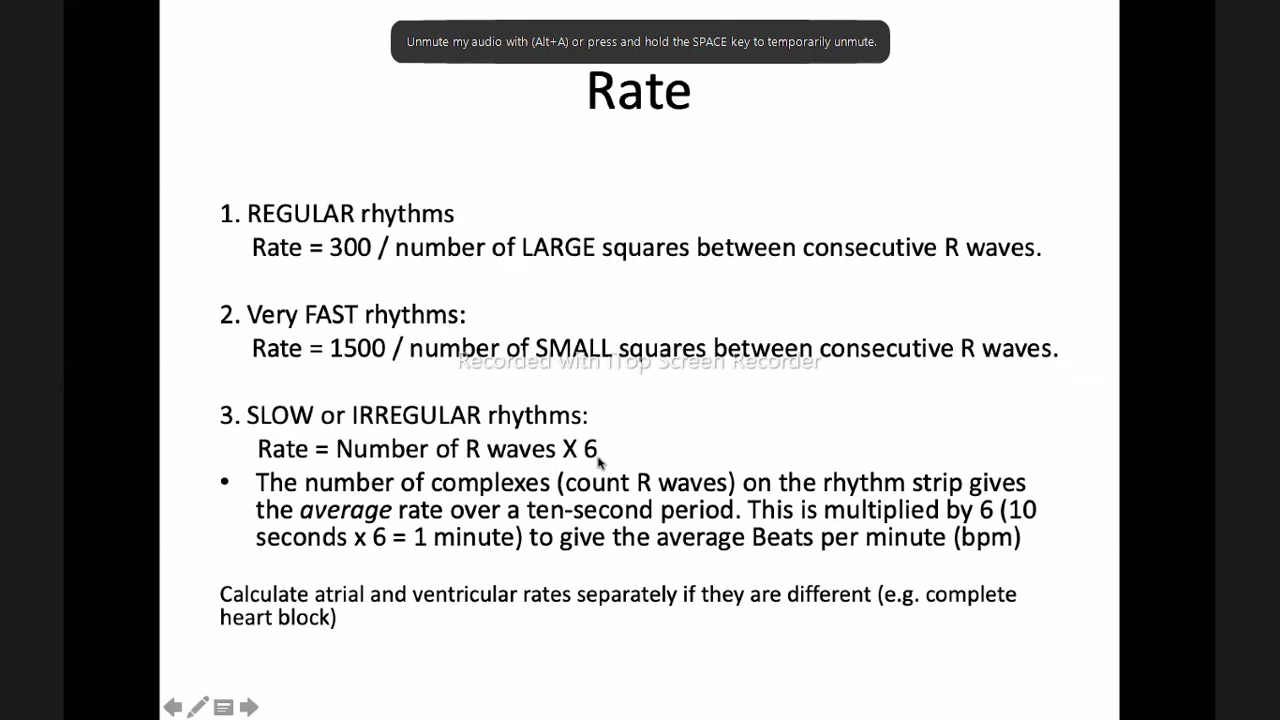 Unmute my audio with (Alt+A) or press and hold the SPACE key to temporarily unmute.
Rate
1. REGULAR rhythms
Rate = 300 / number of LARGE squares between consecutive R waves.
2. Very FAST rhythms:
Rate = 1500 / number of SMALL squares between consecutive R waves.
Recorded with iTop Screen Recorder
3. SLOW or IRREGULAR rhythms:
Rate = Number of R waves X 6
• The number of complexes (count R waves) on the rhythm strip gives
the average rate over a ten-second period. This is multiplied by 6 (10
seconds x 6 = 1 minute) to give the average Beats per minute (bpm)
Calculate atrial and ventricular rates separately if they are different (e.g. complete
heart block)